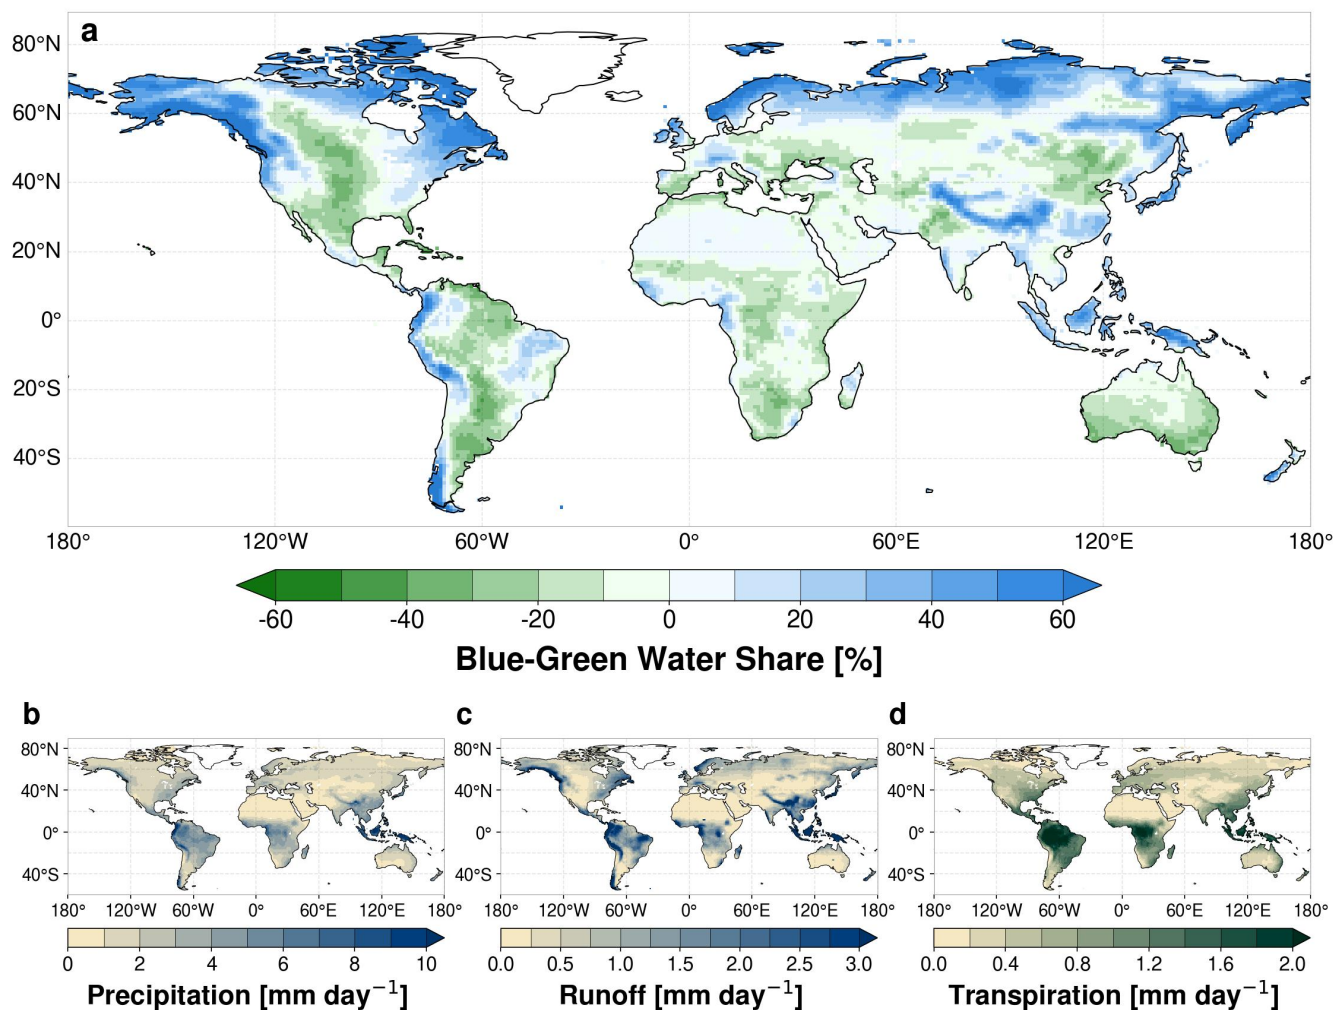 a
80°N
60°N
40°N
20°N
0°
20°S
40°S
180° 120°W 60°W 0° 60°E 120°E 180°
-60 -40 -20 0 20 40 60
Blue-Green Water Share [%]
b
80°N
40°N
0°
40°S
180° 120°W 60°W 0° 60°E 120°E 180°
0 2 4 6 8 10
Precipitation [mm day−1]
c
80°N
40°N
0°
40°S
180° 120°W 60°W 0° 60°E 120°E 180°
0.0 0.5 1.0 1.5 2.0 2.5 3.0
Runoff [mm day−1]
d
80°N
40°N
0°
40°S
180° 120°W 60°W 0° 60°E 120°E 180°
0.0 0.4 0.8 1.2 1.6 2.0
Transpiration [mm day−1]